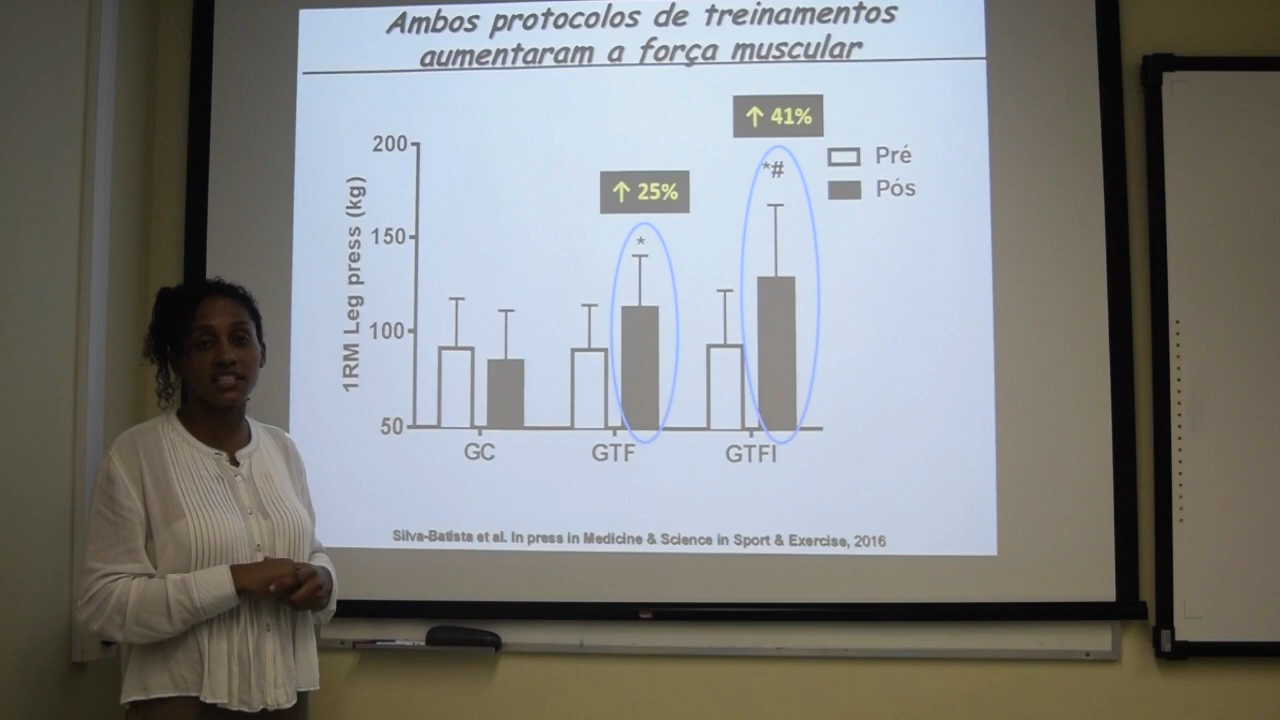 Ambos protocolos de treinamentos
aumentaram a força muscular
↑ 41%
200
Pré
*#
Pós
↑ 25%
150
*
1RM Leg press (kg)
100
50
GC
GTF
GTFI
Silva-Batista et al. In press in Medicine & Science in Sport & Exercise, 2016